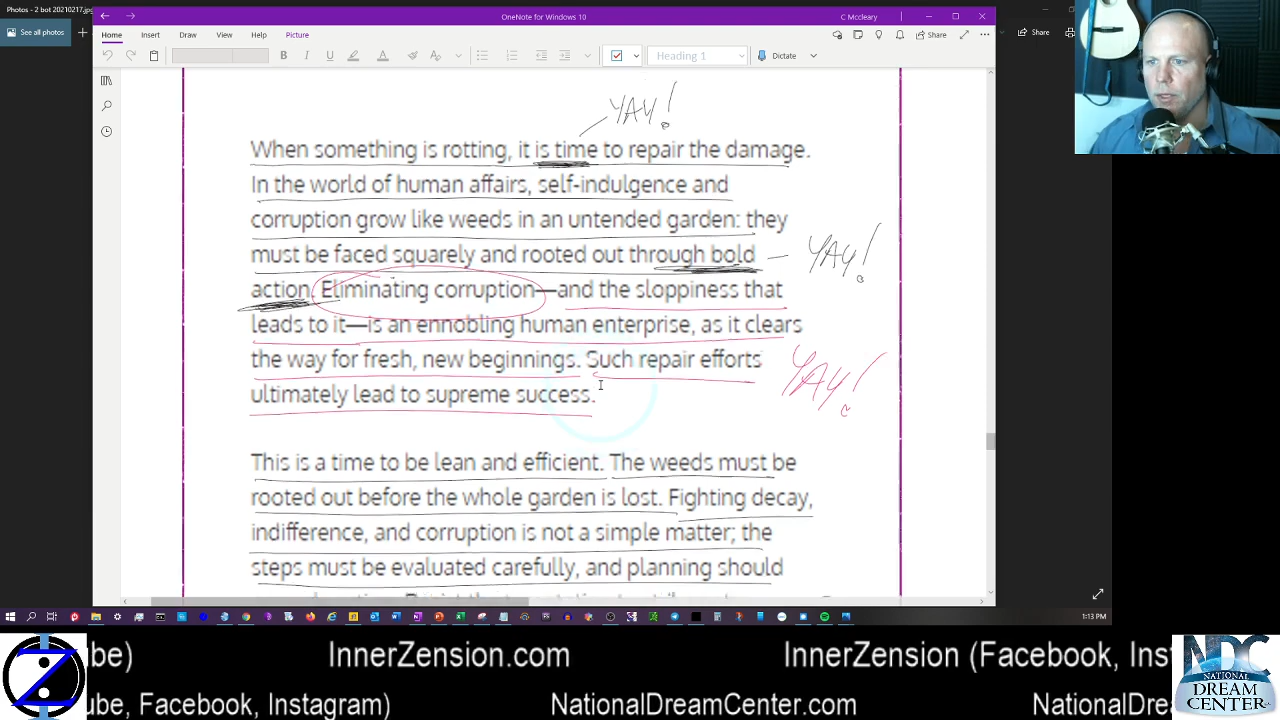 Photos - 2 bot 20210217.jpg
See all photos
OneNote for Windows 10
C Mccleary
Share
Home Insert Draw View Help Picture
Share
B I U A
Heading 1
Dictate
YAY!
When something is rotting, it is time to repair the damage.
In the world of human affairs, self-indulgence and
corruption grow like weeds in an untended garden: they
must be faced squarely and rooted out through bold
YAY!
action. Eliminating corruption—and the sloppiness that
leads to it—is an ennobling human enterprise, as it clears
the way for fresh, new beginnings. Such repair efforts
YAY!
ultimately lead to supreme success.
This is a time to be lean and efficient. The weeds must be
rooted out before the whole garden is lost. Fighting decay,
indifference, and corruption is not a simple matter; the
steps must be evaluated carefully, and planning should
1:13 PM
ube) InnerZension.com InnerZension (Facebook, Inst
ube, Facebook, Instagram) NationalDreamCenter.com NationalDrea
Z
NDC
NATIONAL
DREAM
CENTER